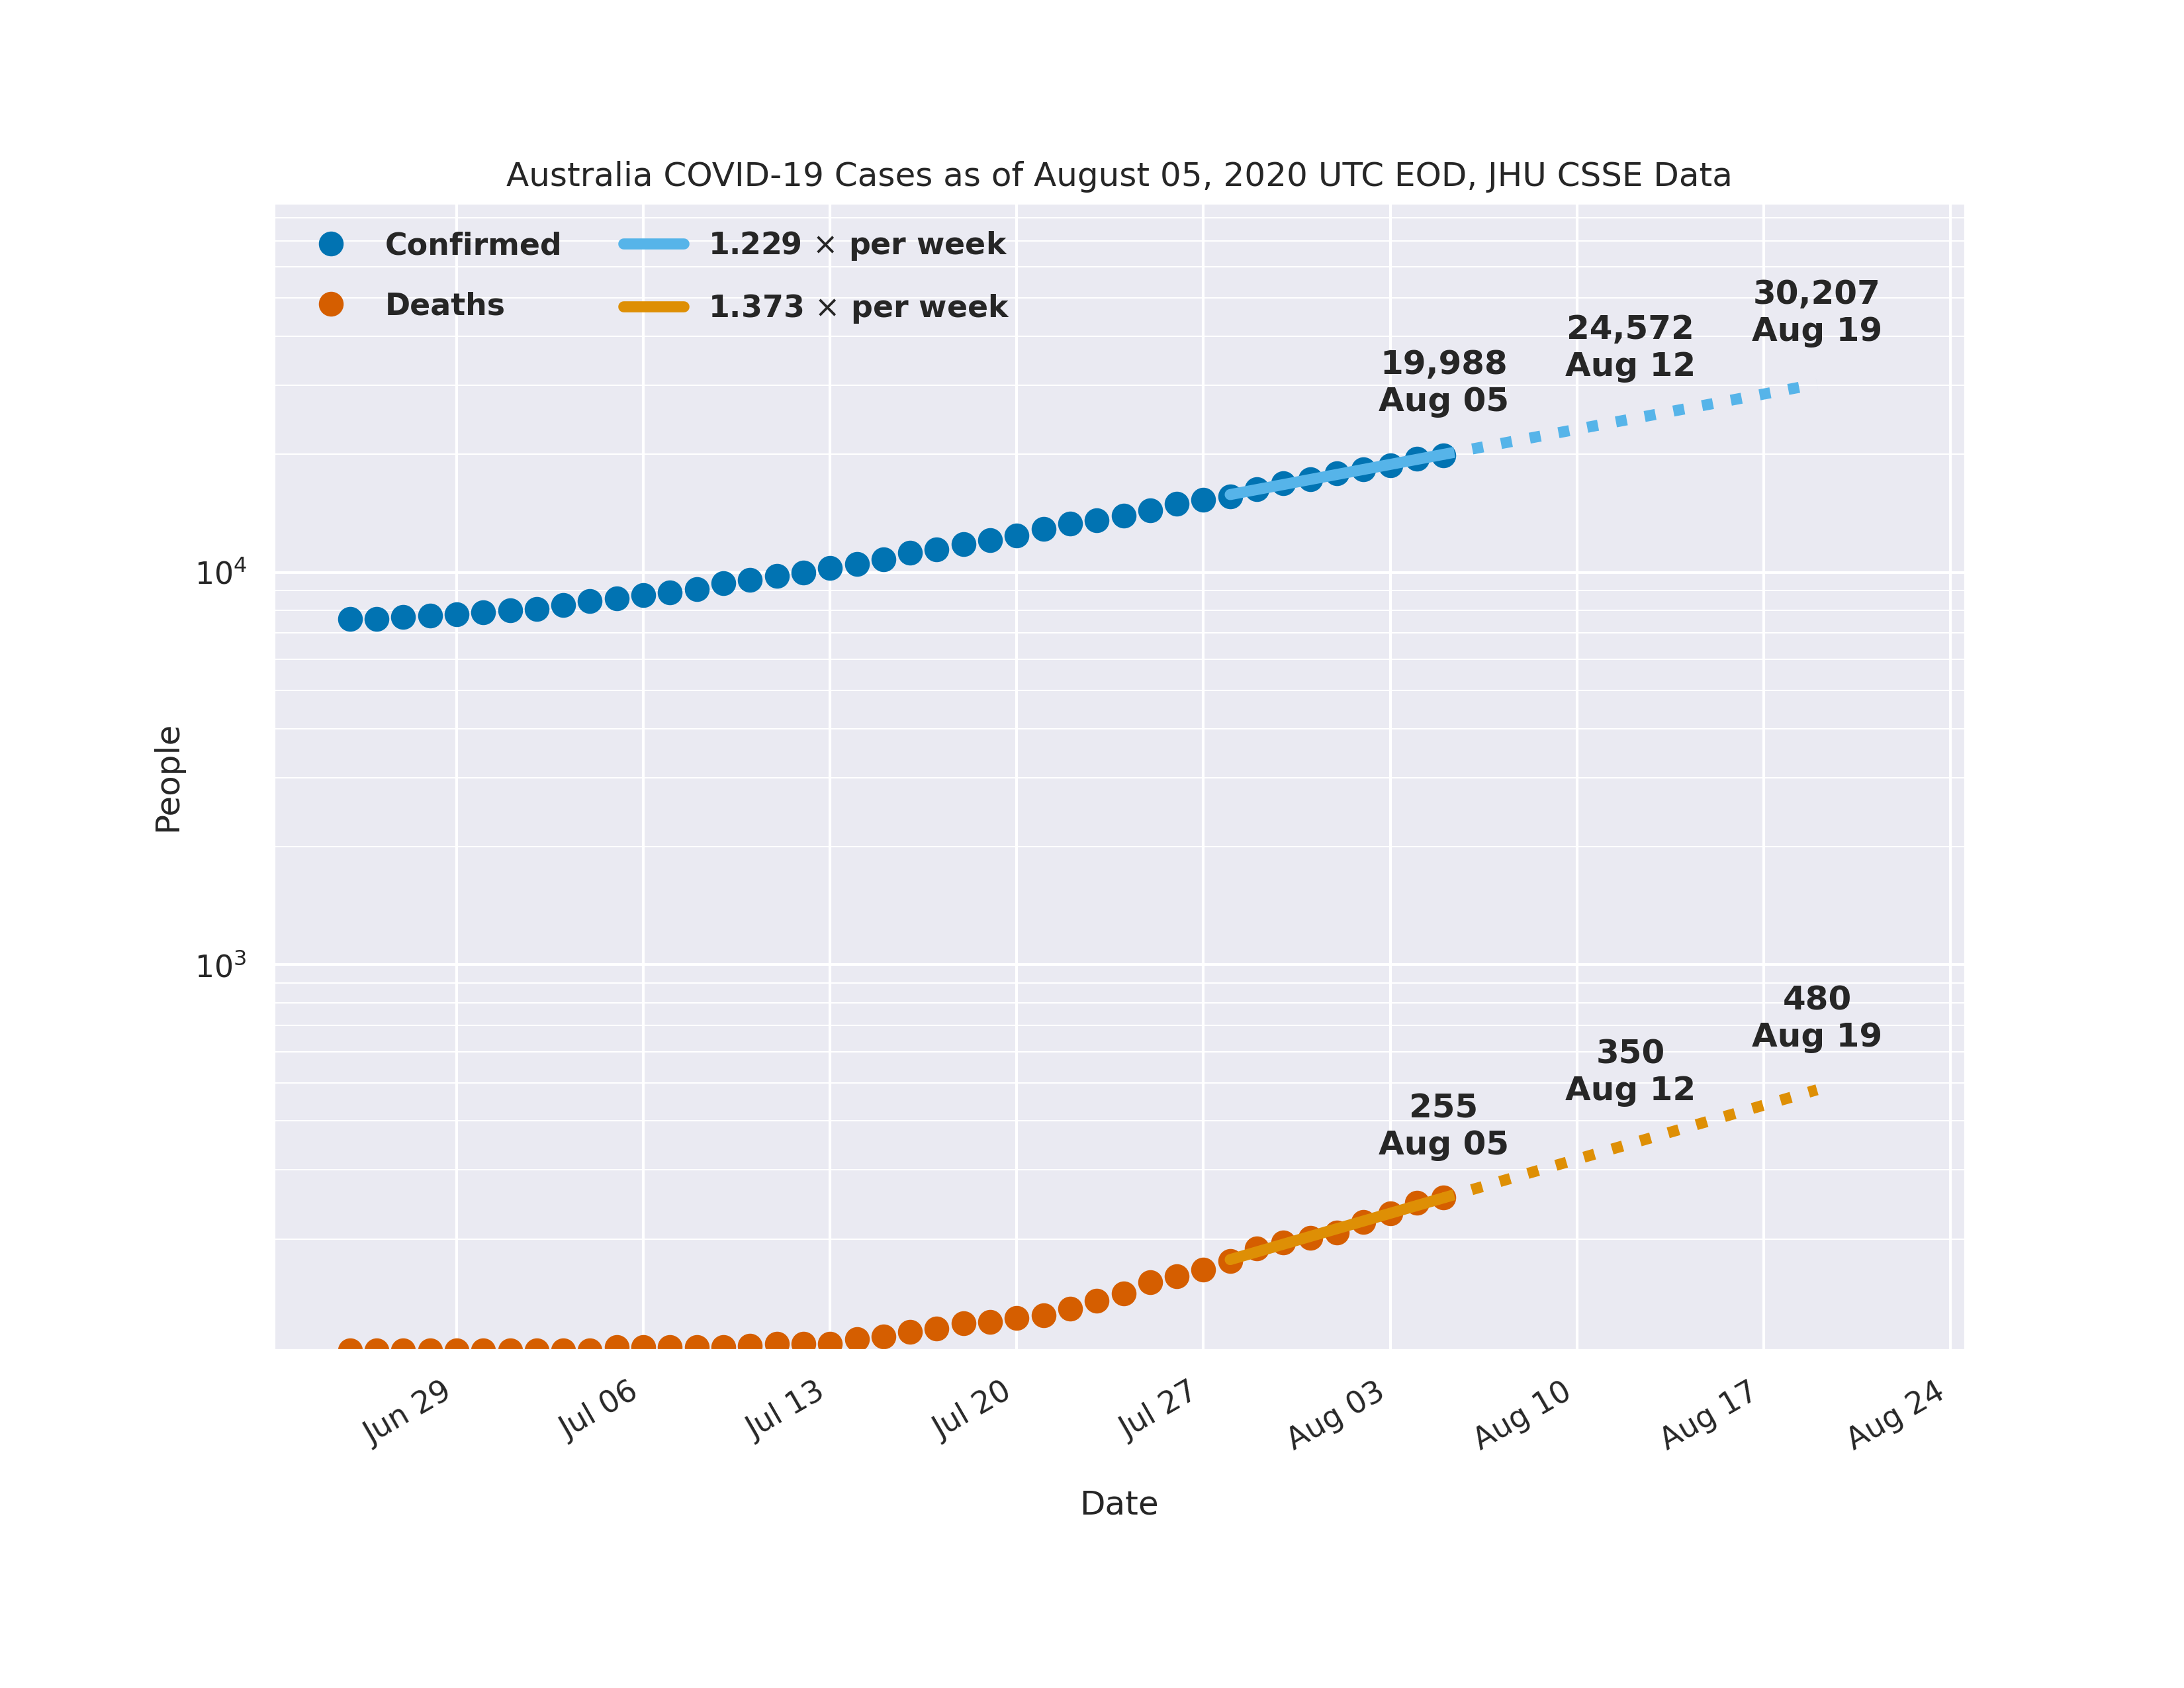 Australia COVID-19 Cases as of August 05, 2020 UTC EOD, JHU CSSE Data
Confirmed
Deaths
1.229 × per week
1.373 × per week
30,207
Aug 19
24,572
Aug 12
19,988
Aug 05
10⁴
10³
People
480
Aug 19
350
Aug 12
255
Aug 05
Jun 29
Jul 06
Jul 13
Jul 20
Jul 27
Aug 03
Aug 10
Aug 17
Aug 24
Date